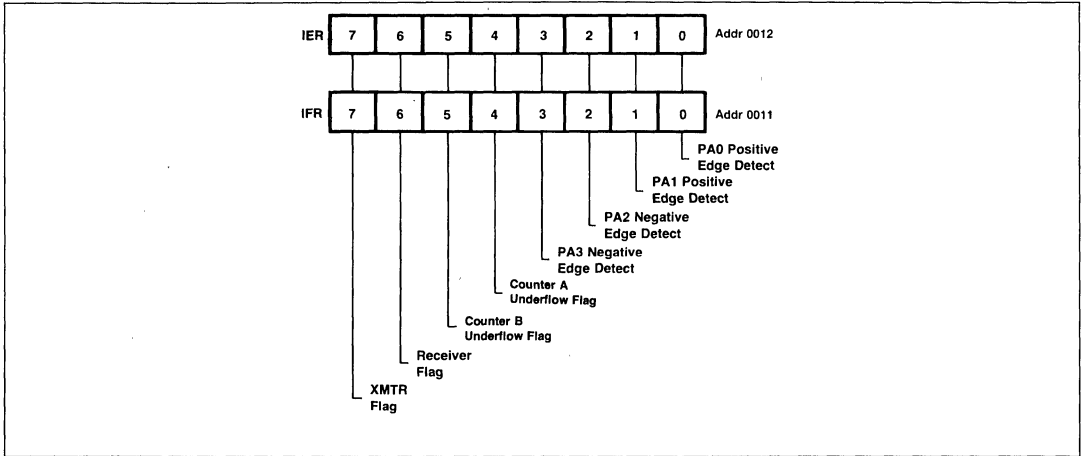 IER 7 6 5 4 3 2 1 0 Addr 0012
IFR 7 6 5 4 3 2 1 0 Addr 0011
PA0 Positive
Edge Detect
PA1 Positive
Edge Detect
PA2 Negative
Edge Detect
PA3 Negative
Edge Detect
Counter A
Underflow Flag
Counter B
Underflow Flag
Receiver
Flag
XMTR
Flag